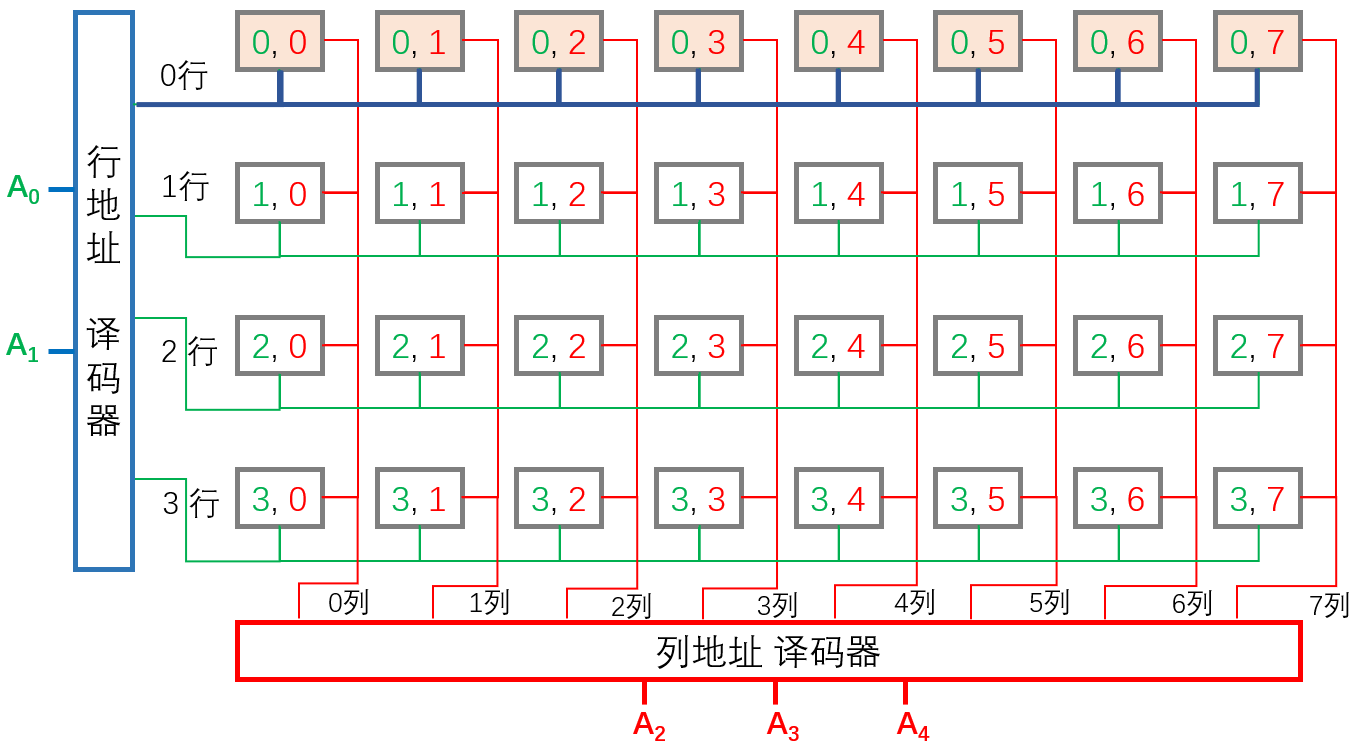 0, 0 0, 1 0, 2 0, 3 0, 4 0, 5 0, 6 0, 7
0行
行地址 译码器
A0
A1
1行
1, 0 1, 1 1, 2 1, 3 1, 4 1, 5 1, 6 1, 7
2 行
2, 0 2, 1 2, 2 2, 3 2, 4 2, 5 2, 6 2, 7
3 行
3, 0 3, 1 3, 2 3, 3 3, 4 3, 5 3, 6 3, 7
0列 1列 2列 3列 4列 5列 6列 7列
列地址 译码器
A2 A3 A4